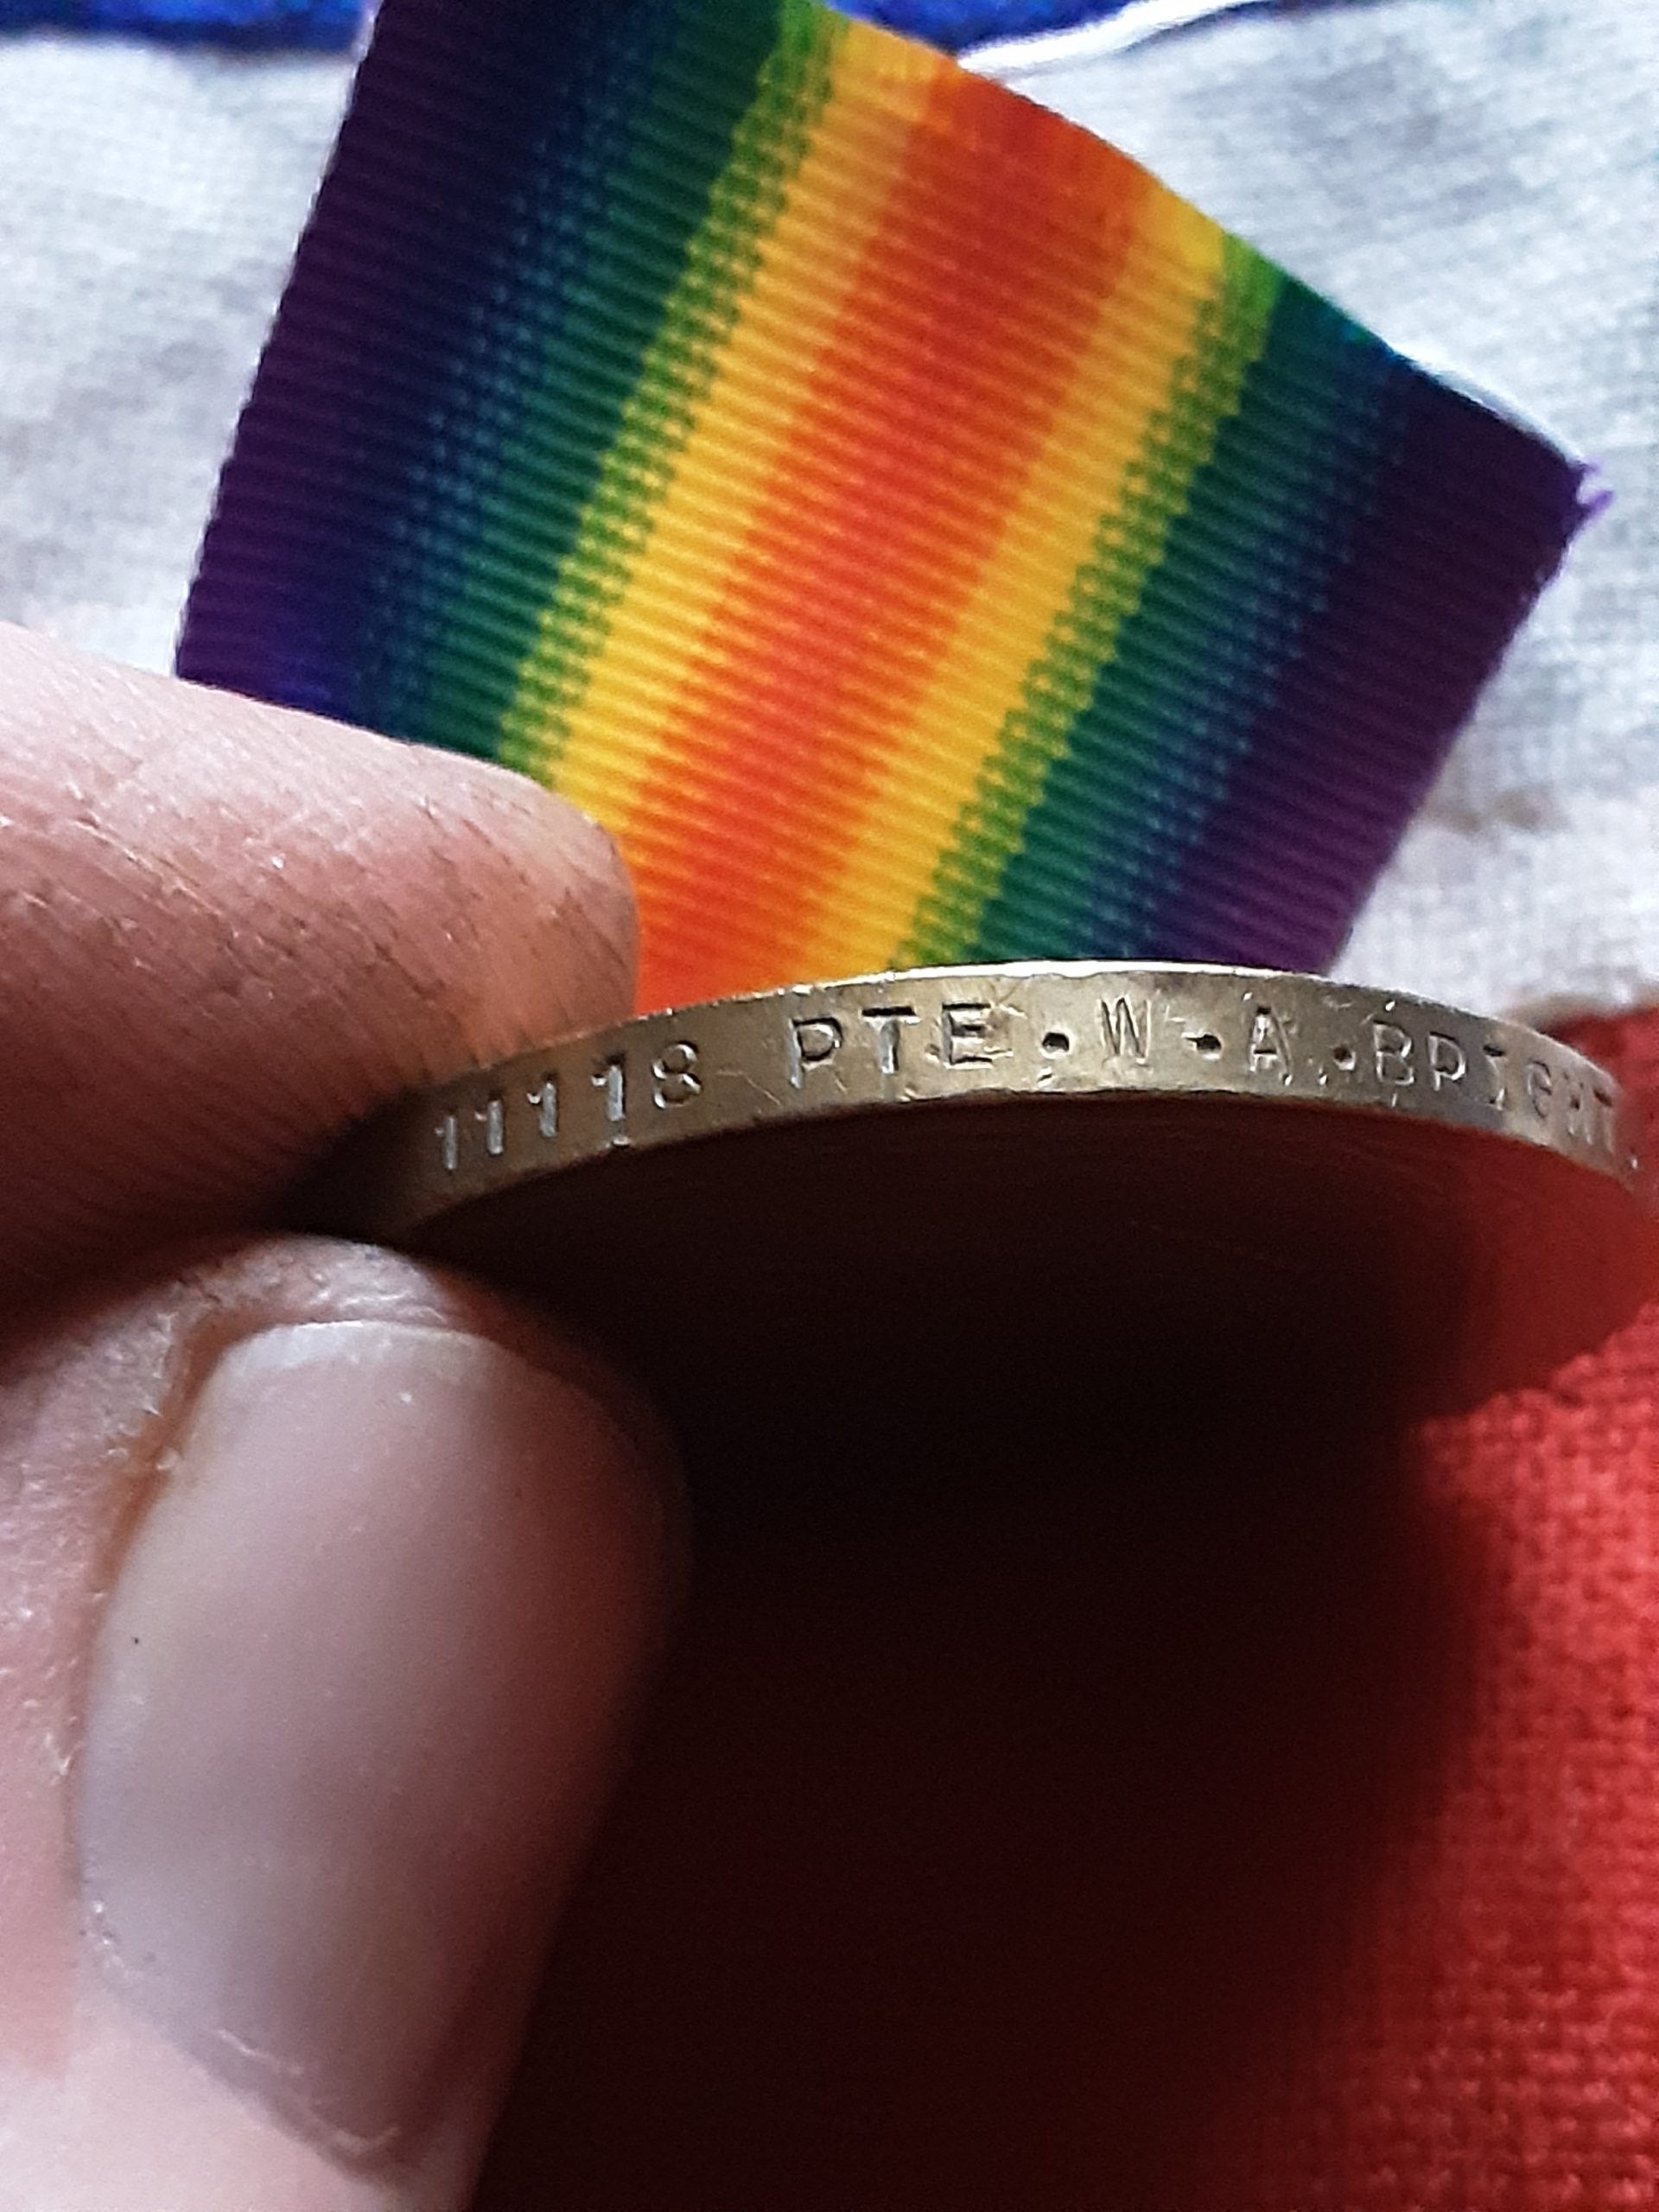 11118 PTE. W. A. BRIGHT.